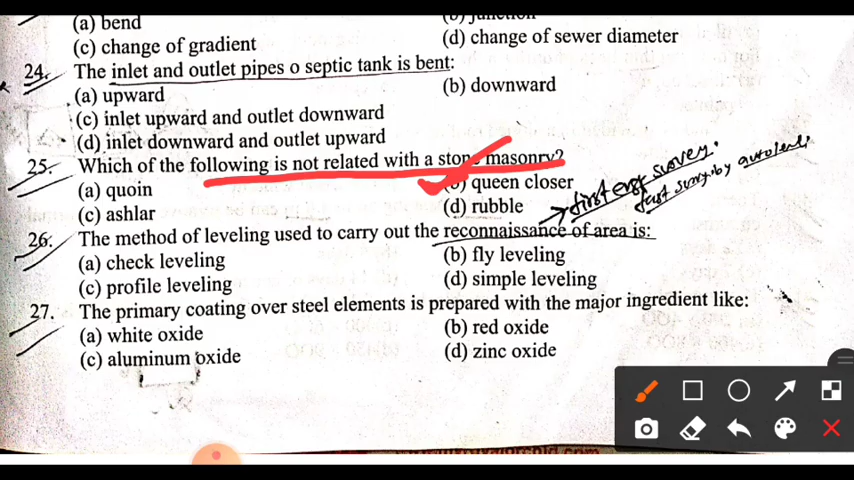 (a) bend
(b) junction
(c) change of gradient
(d) change of sewer diameter
24. The inlet and outlet pipes o septic tank is bent:
(a) upward
(b) downward
(c) inlet upward and outlet downward
(d) inlet downward and outlet upward
25. Which of the following is not related with a stone masonry?
(a) quoin
(b) queen closer
(c) ashlar
(d) rubble
first survey.
by
26. The method of leveling used to carry out the reconnaissance of area is:
(a) check leveling
(b) fly leveling
(c) profile leveling
(d) simple leveling
27. The primary coating over steel elements is prepared with the major ingredient like:
(a) white oxide
(b) red oxide
(c) aluminum oxide
(d) zinc oxide